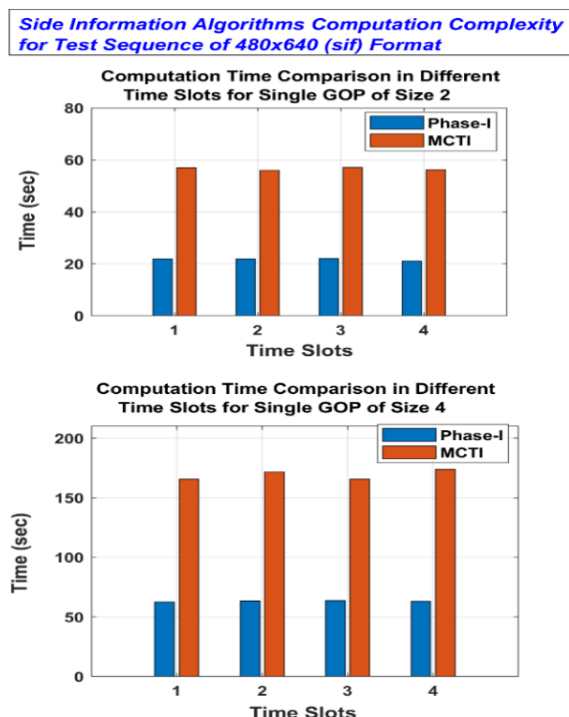 Side Information Algorithms Computation Complexity
for Test Sequence of 480x640 (sif) Format
Computation Time Comparison in Different
Time Slots for Single GOP of Size 2
80
60
40
20
0
Time (sec)
Phase-I
MCTI
1 2 3 4
Time Slots
Computation Time Comparison in Different
Time Slots for Single GOP of Size 4
200
150
100
50
0
Time (sec)
Phase-I
MCTI
1 2 3 4
Time Slots